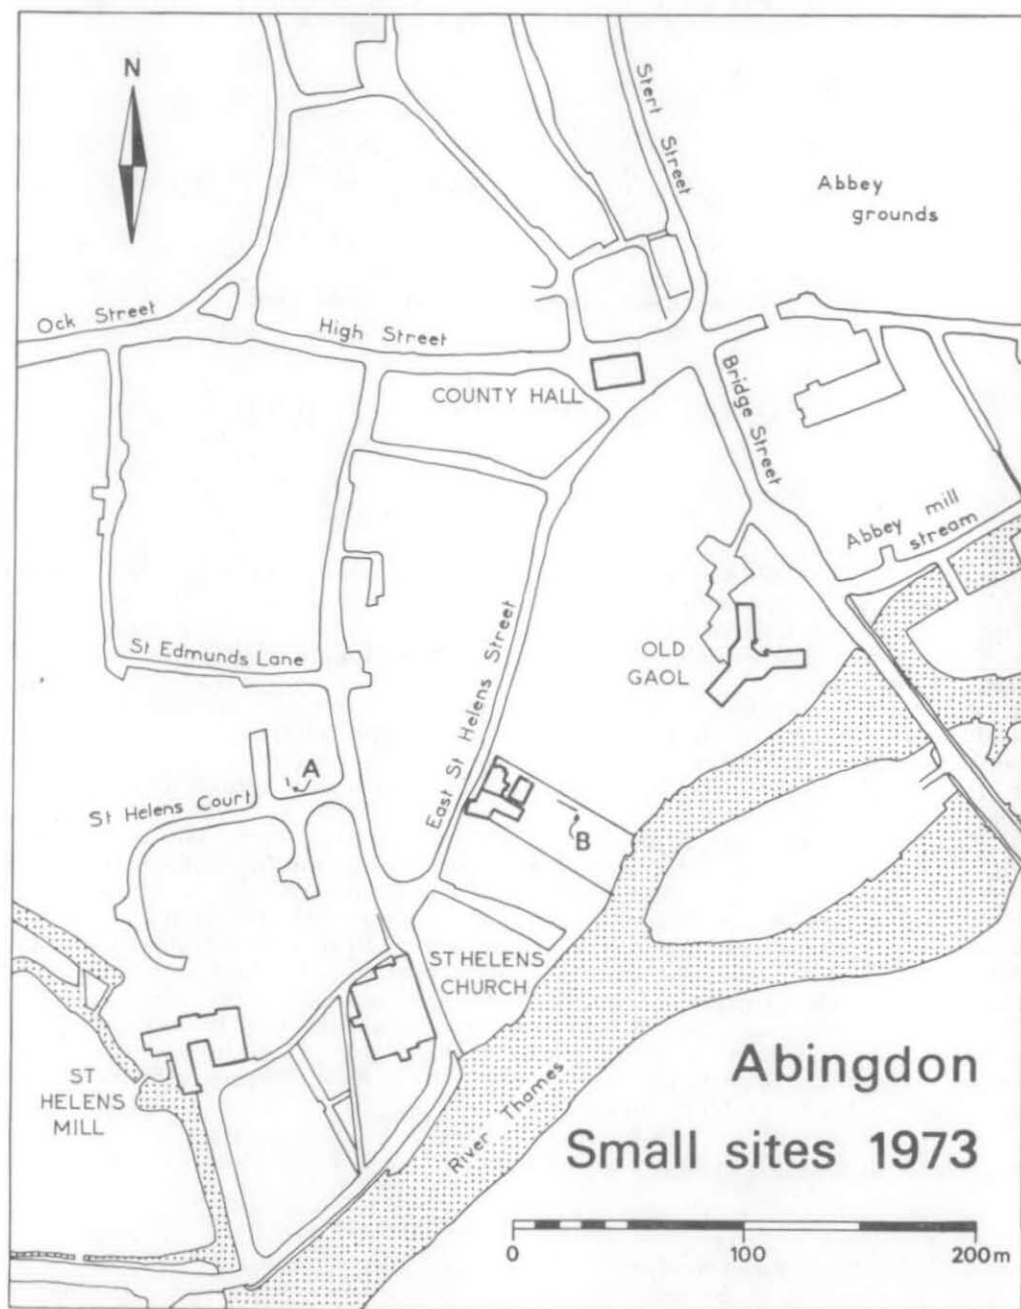 N
Stert Street
Abbey
grounds
Ock Street
High Street
COUNTY HALL
Bridge Street
Abbey mill
stream
St Edmunds Lane
East St Helens Street
OLD
GAOL
A
St Helens Court
B
ST HELENS
CHURCH
ST
HELENS
MILL
River Thames
Abingdon
Small sites 1973
0 100 200m